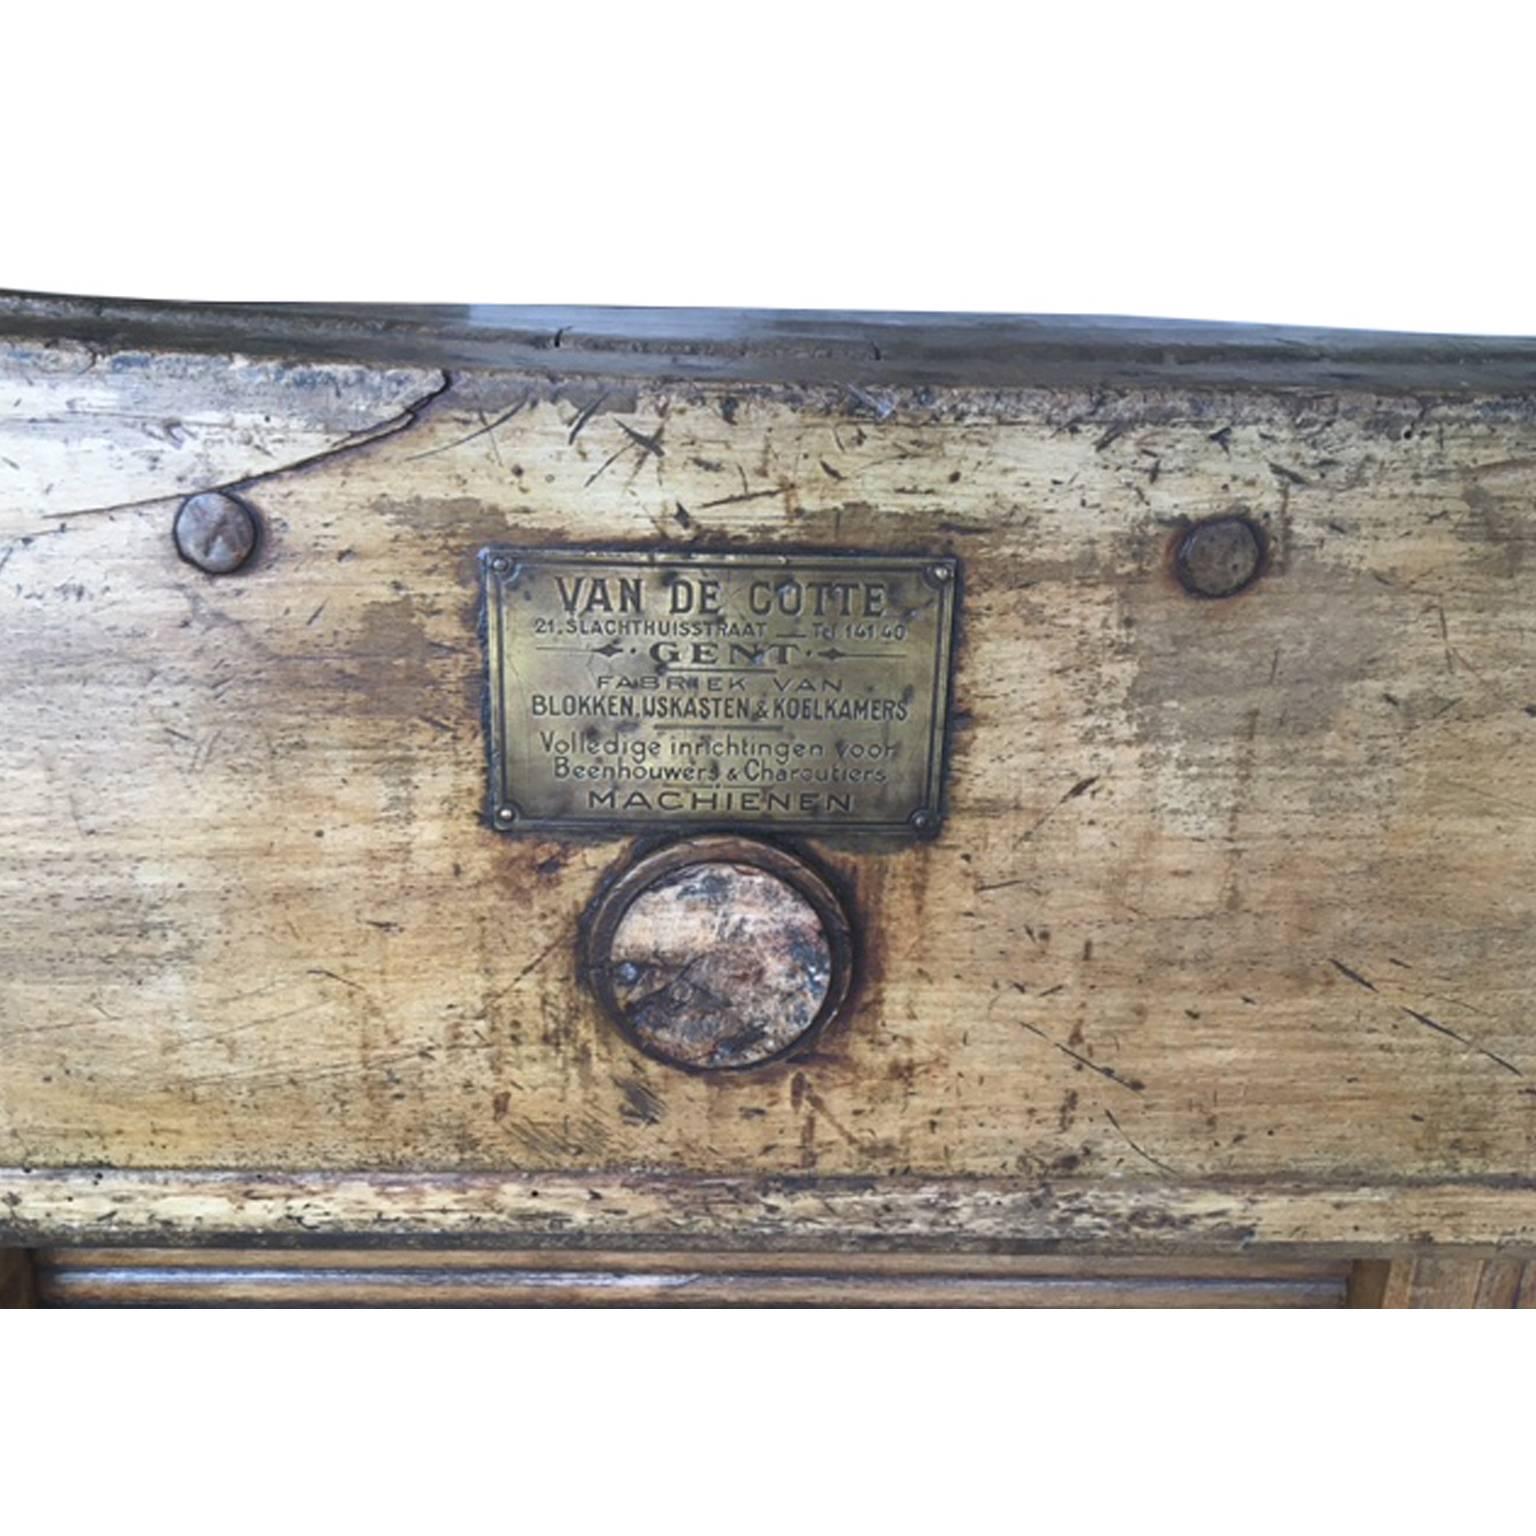 VAN DE COTTE
21, SLACHTHUISSTRAAT — Tel. 141.40
GENT
FABRIEK VAN
BLOKKEN, IJSKASTEN & KOELKAMERS
Volledige inrichtingen voor
Beenhouwers & Charcutiers
MACHIENEN